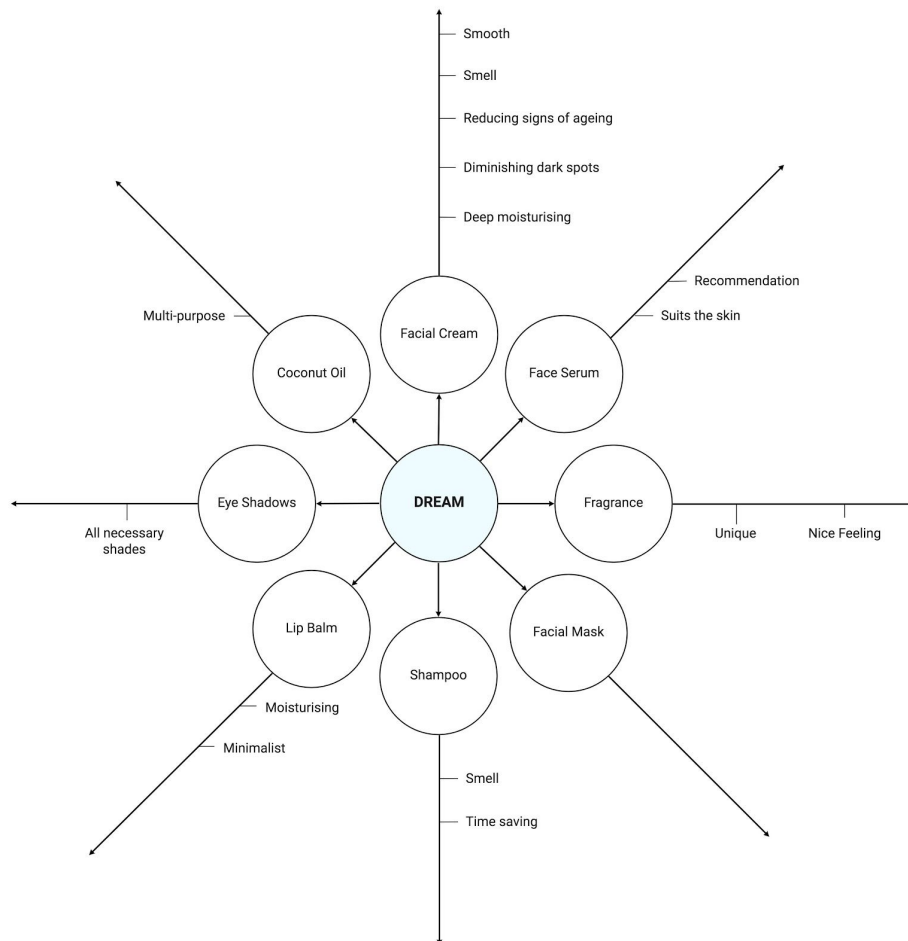 Smooth
Smell
Reducing signs of ageing
Diminishing dark spots
Deep moisturising
Recommendation
Suits the skin
Multi-purpose
Facial Cream
Coconut Oil
Face Serum
Eye Shadows
DREAM
Fragrance
All necessary
shades
Unique
Nice Feeling
Lip Balm
Facial Mask
Shampoo
Moisturising
Minimalist
Smell
Time saving